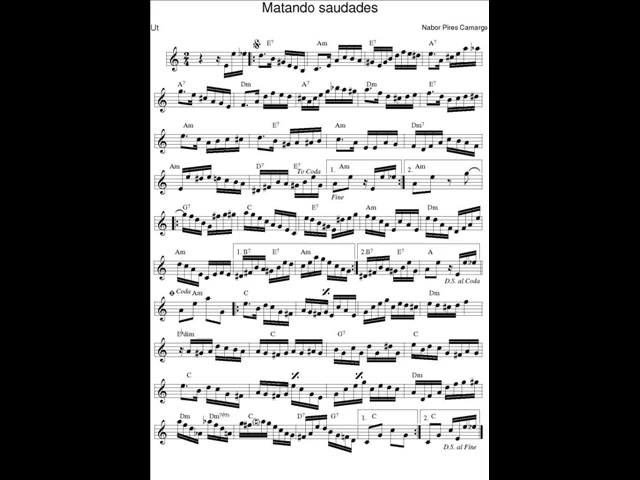 Matando saudades
Ut
Nabor Pires Camargo
E7 Am E7 A7
A7 Dm A7 Dm E7
Am E7 Am Dm7
Am D7 E7 To Coda 1. Am 2. Am
Fine
G7 C E7 Am Dm
Am 1. B7 E7 Am 2. B7 E7 A
D.S. al Coda
Coda Am C C Dm
E♭dim C G7
C
Dm C D7 G7 1. C 2. C
D.S. al Fine